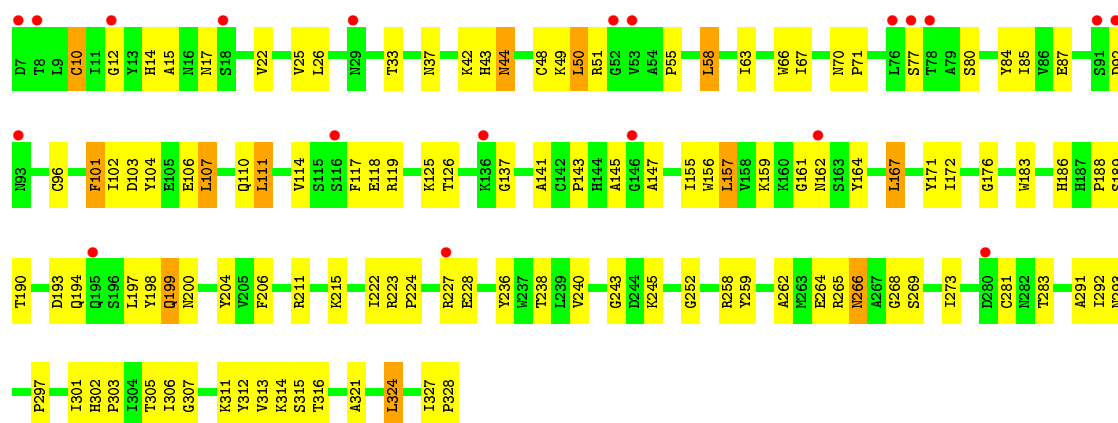 D7 T8 L9 C10 I11 G12 Y13 H14 A15 N16 N17 S18 V22 V25 L26 N29 T33 N37 K42 H43 N44 C48 K49 L50 R51 G52 V53 A54 P55 L58 I63 W66 I67 N70 P71 L76 S77 T78 A79 S80 Y84 I85 V86 E87 S91 D92
N93 C96 F101 I102 D103 Y104 E105 E106 L107 Q110 L111 V114 S115 S116 F117 E118 R119 K125 T126 K136 G137 A141 C142 P143 H144 A145 G146 A147 I155 W156 L157 V158 K159 K160 G161 N162 S163 Y164 L167 Y171 I172 G176 W183 H186 H187 P188 S189
T190 D193 Q194 Q195 S196 L197 Y198 Q199 N200 Y204 V205 F206 R211 K215 I222 R223 P224 R227 E228 Y236 W237 T238 L239 V240 G243 D244 K245 G252 R258 Y259 A262 M263 E264 R265 N266 A267 G268 S269 I273 D280 C281 N282 T283 A291 I292 N293
P297 I301 H302 P303 I304 T305 I306 G307 K311 Y312 V313 K314 S315 T316 A321 L324 I327 P328